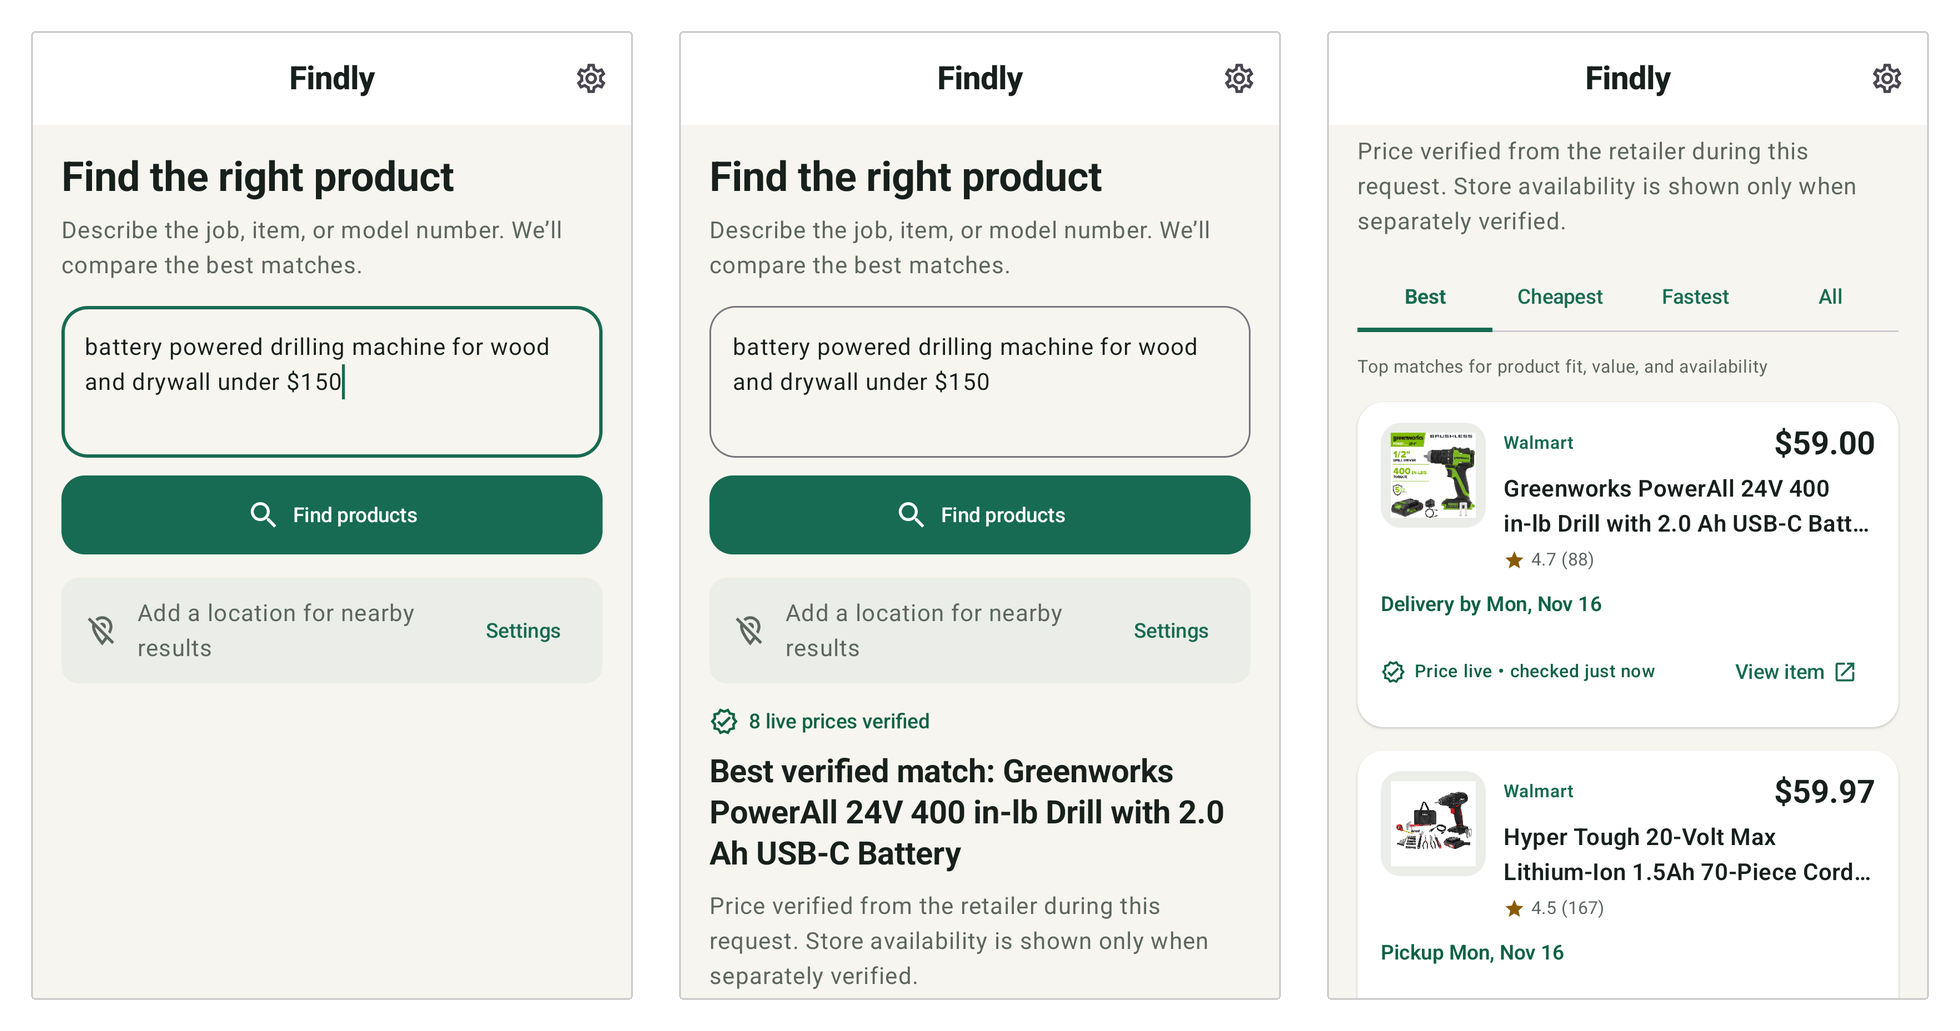 Findly
Find the right product
Describe the job, item, or model number. We’ll
compare the best matches.
battery powered drilling machine for wood
and drywall under $150
Find products
Add a location for nearby
results
Settings
Findly
Find the right product
Describe the job, item, or model number. We’ll
compare the best matches.
battery powered drilling machine for wood
and drywall under $150
Find products
Add a location for nearby
results
Settings
8 live prices verified
Best verified match: Greenworks
PowerAll 24V 400 in-lb Drill with 2.0
Ah USB-C Battery
Price verified from the retailer during this
request. Store availability is shown only when
separately verified.
Findly
Price verified from the retailer during this
request. Store availability is shown only when
separately verified.
Best
Cheapest
Fastest
All
Top matches for product fit, value, and availability
greenworks
BRUSHLESS
1/2"
400 IN-LBS
Walmart
$59.00
Greenworks PowerAll 24V 400
in-lb Drill with 2.0 Ah USB-C Batt…
4.7 (88)
Delivery by Mon, Nov 16
Price live • checked just now
View item
Walmart
$59.97
Hyper Tough 20-Volt Max
Lithium-Ion 1.5Ah 70-Piece Cord…
4.5 (167)
Pickup Mon, Nov 16